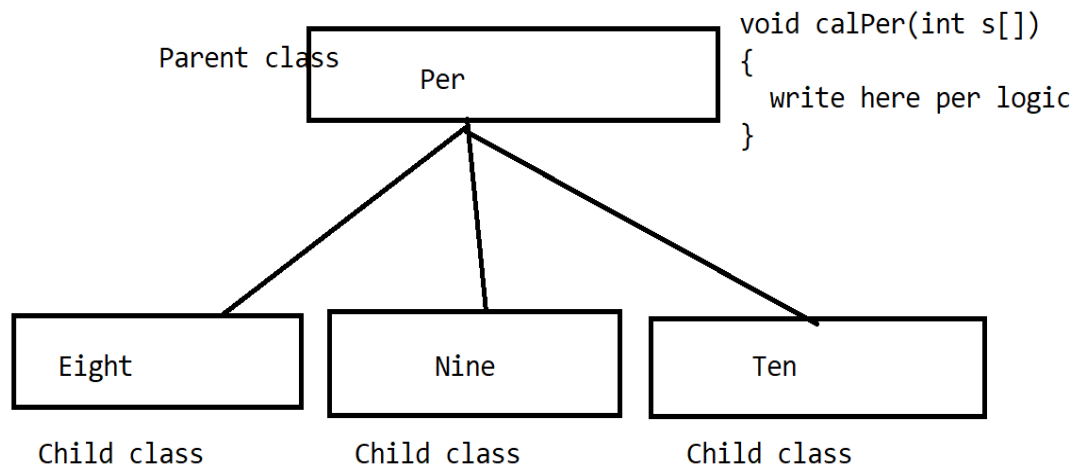 void calPer(int s[])
Parent class
Per
{
write here per logic
}
Eight
Nine
Ten
Child class
Child class
Child class